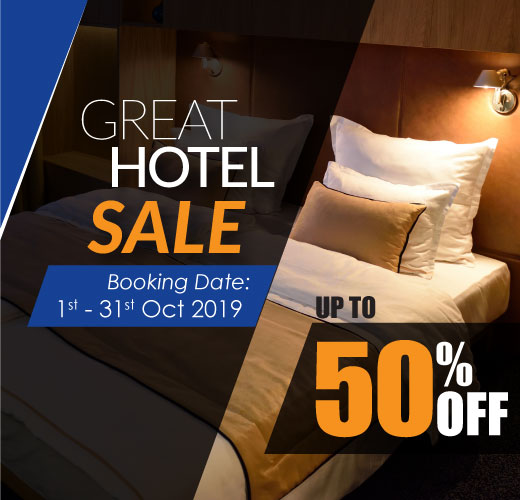 GREAT
HOTEL
SALE
Booking Date:
1st - 31st Oct 2019
UP TO
50% OFF